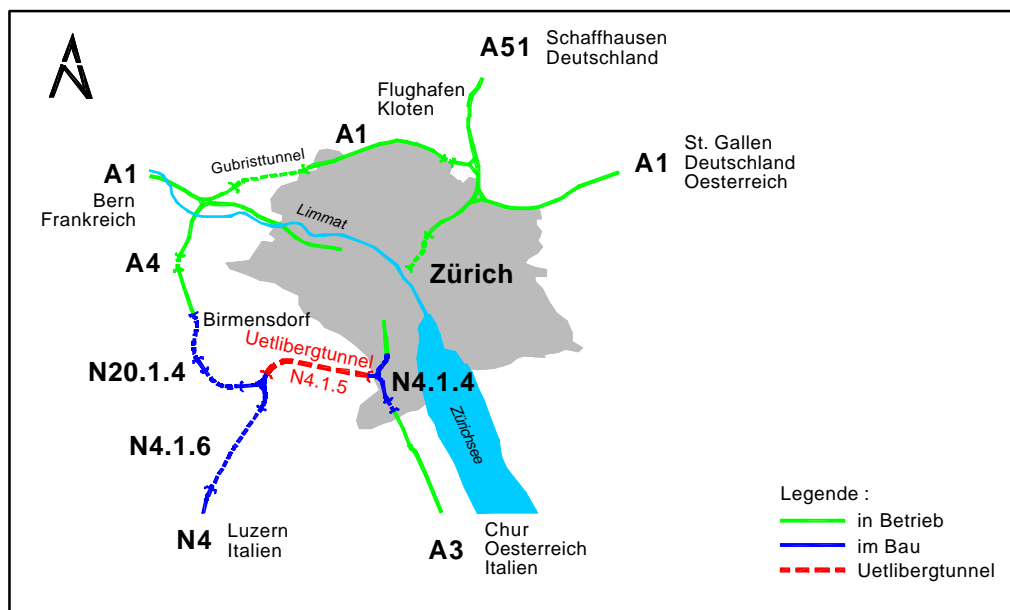 N
A51
Schaffhausen
Deutschland
Flughafen
Kloten
A1
Gubristtunnel
St. Gallen
Deutschland
Oesterreich
A1
A1
Bern
Frankreich
Limmat
A4
Zürich
Birmensdorf
Uetlibergtunnel
N4.1.5
N20.1.4
N4.1.4
Zürichsee
N4.1.6
N4
Luzern
Italien
A3
Chur
Oesterreich
Italien
Legende :
in Betrieb
im Bau
Uetlibergtunnel